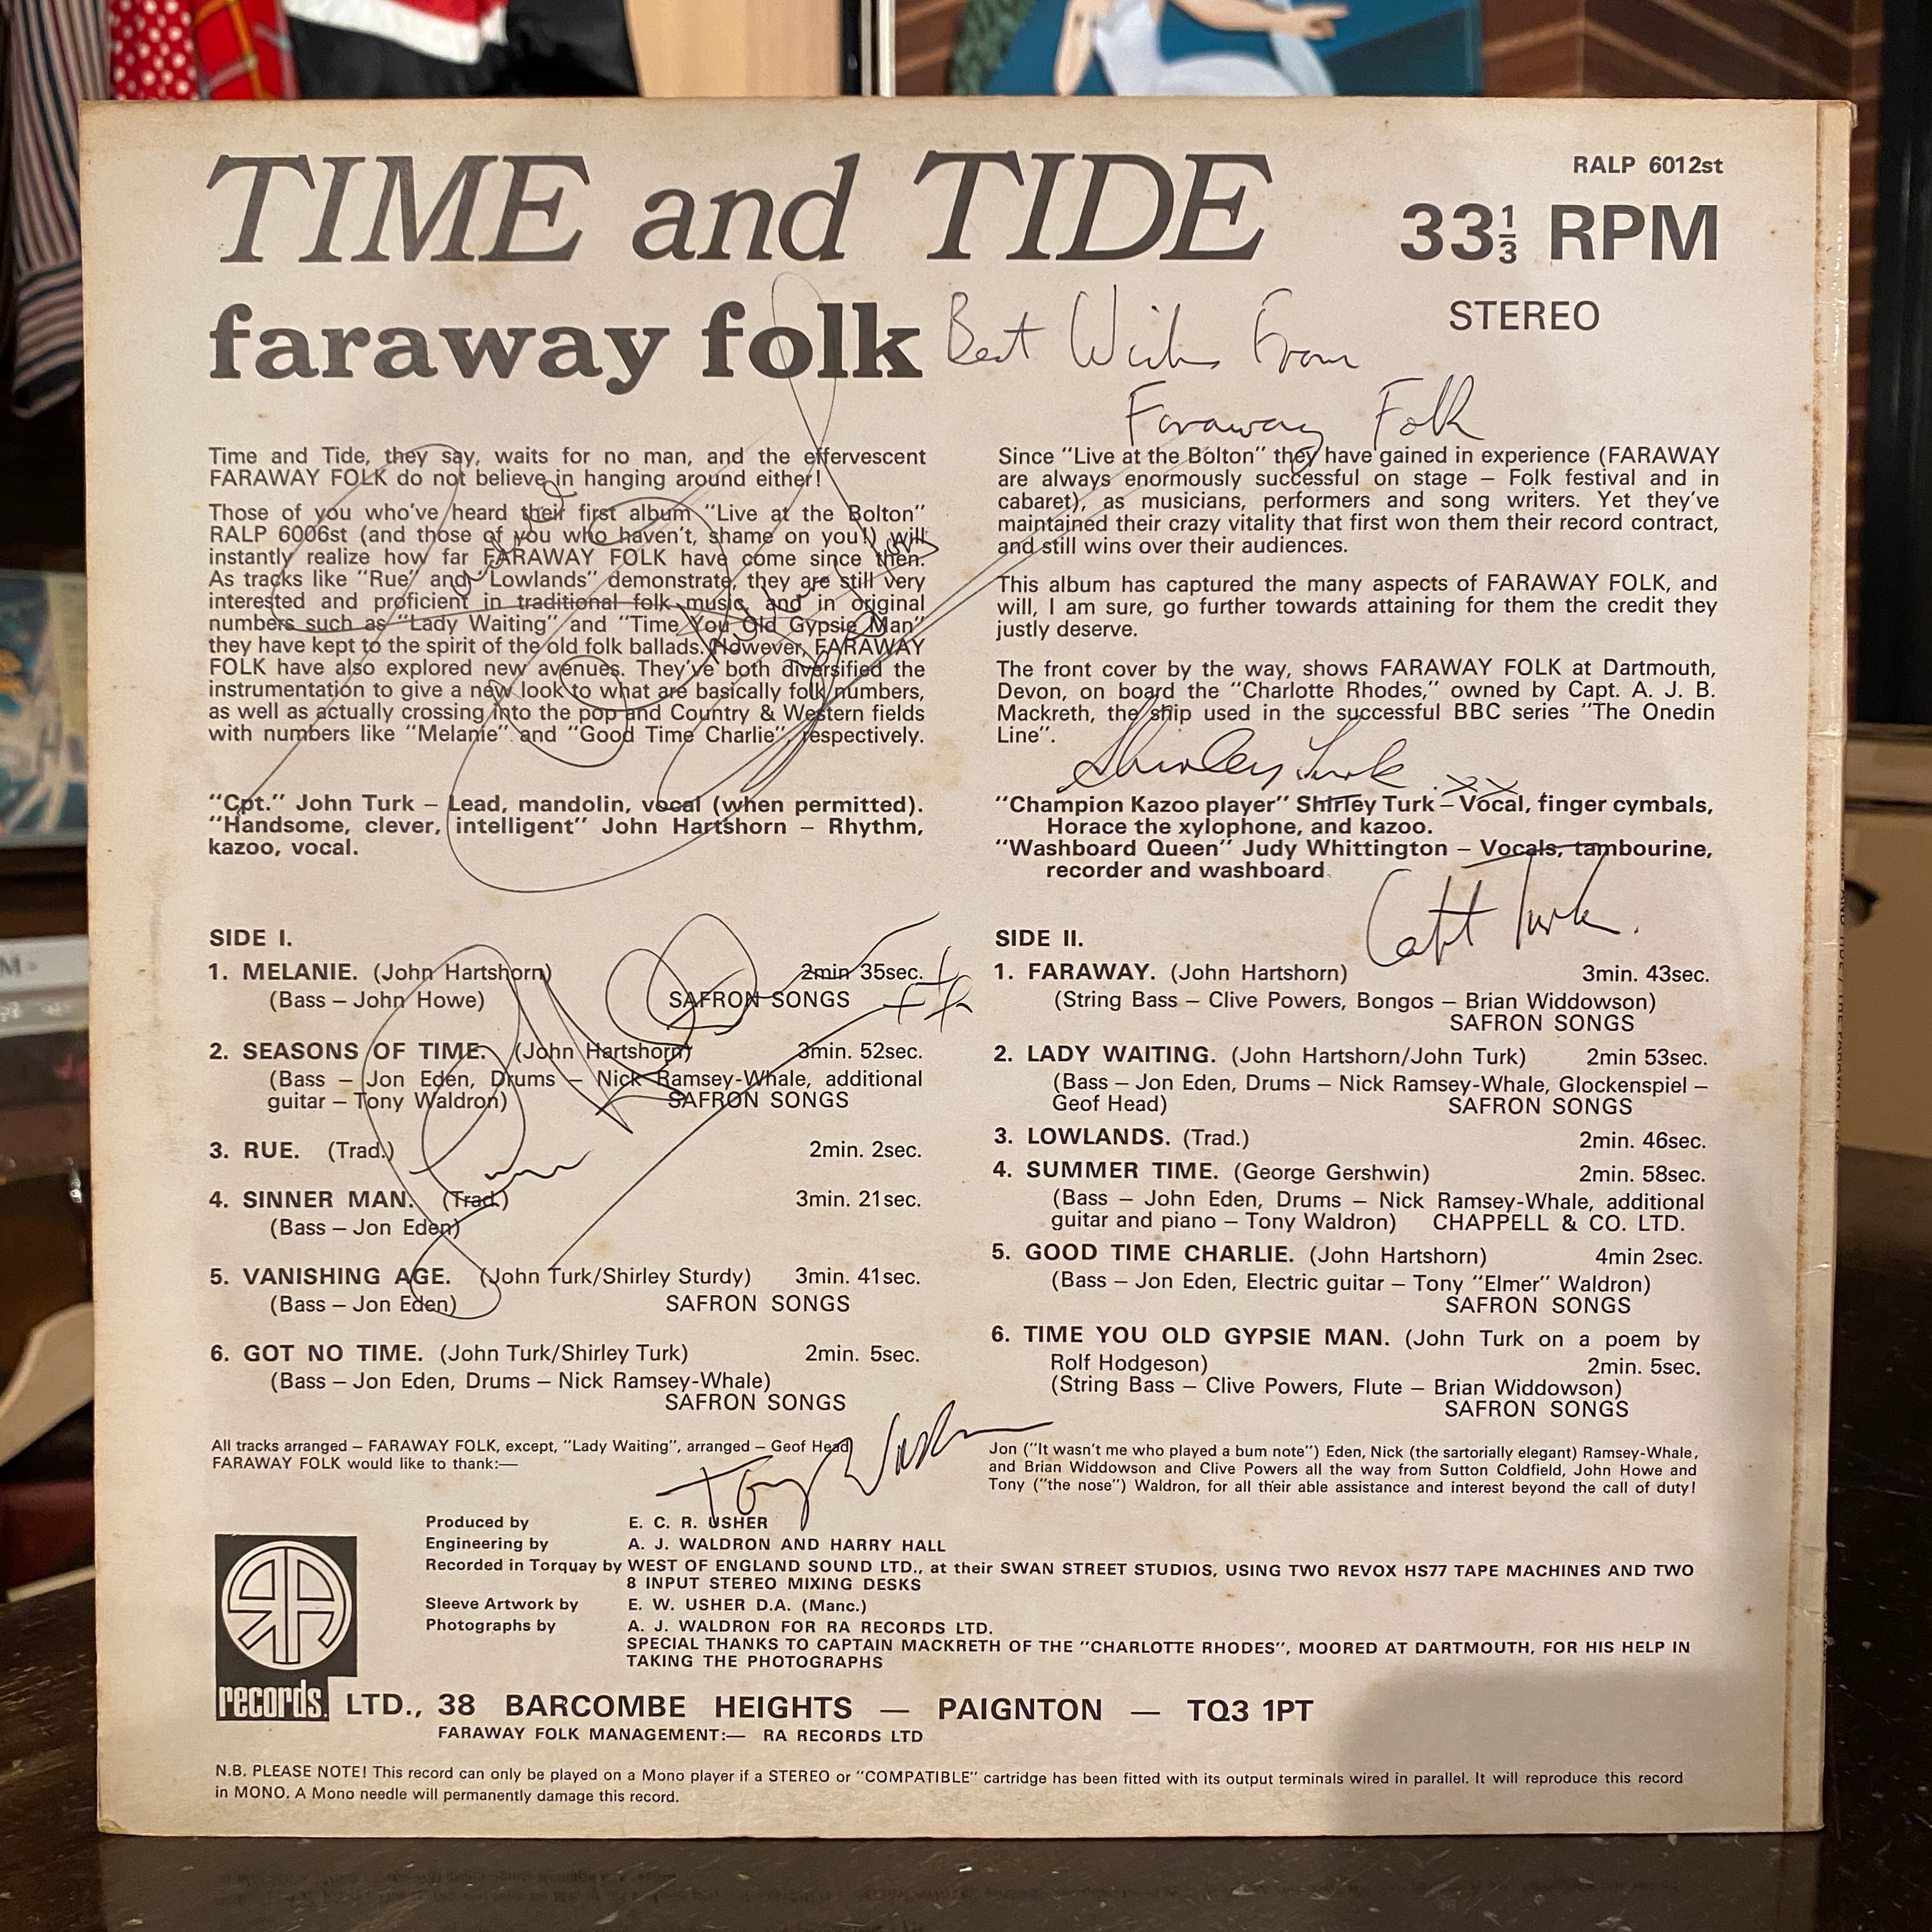 TIME and TIDE
RALP 6012st
33⅓ RPM
STEREO
faraway folk
Best Wishes From
Faraway Folk
Time and Tide, they say, waits for no man, and the effervescent
FARAWAY FOLK do not believe in hanging around either!
Those of you who've heard their first album "Live at the Bolton"
RALP 6006st (and those of you who haven't, shame on you!) will
instantly realize how far FARAWAY FOLK have come since then.
As tracks like "Rue" and "Lowlands" demonstrate, they are still very
interested and proficient in traditional folk music, and in original
numbers such as "Lady Waiting" and "Time You Old Gypsie Man"
they have kept to the spirit of the old folk ballads. However, FARAWAY
FOLK have also explored new avenues. They've both diversified the
instrumentation to give a new look to what are basically folk numbers,
as well as actually crossing into the pop and Country & Western fields
with numbers like "Melanie" and "Good Time Charlie", respectively.
"Cpt." John Turk – Lead, mandolin, vocal (when permitted).
"Handsome, clever, intelligent" John Hartshorn – Rhythm,
kazoo, vocal.
Since "Live at the Bolton" they have gained in experience (FARAWAY
are always enormously successful on stage – Folk festival and in
cabaret), as musicians, performers and song writers. Yet they've
maintained their crazy vitality that first won them their record contract,
and still wins over their audiences.
This album has captured the many aspects of FARAWAY FOLK, and
will, I am sure, go further towards attaining for them the credit they
justly deserve.
The front cover by the way, shows FARAWAY FOLK at Dartmouth,
Devon, on board the "Charlotte Rhodes," owned by Capt. A. J. B.
Mackreth, the ship used in the successful BBC series "The Onedin
Line".
Shirley Turk. xx
"Champion Kazoo player" Shirley Turk – Vocal, finger cymbals,
Horace the xylophone, and kazoo.
"Washboard Queen" Judy Whittington – Vocals, tambourine,
recorder and washboard
Capt Turk.
SIDE I.
1. MELANIE. (John Hartshorn) 2min 35sec.
(Bass – John Howe) SAFRON SONGS
2. SEASONS OF TIME. (John Hartshorn) 3min. 52sec.
(Bass – Jon Eden, Drums – Nick Ramsey-Whale, additional
guitar – Tony Waldron) SAFRON SONGS
3. RUE. (Trad.) 2min. 2sec.
4. SINNER MAN. (Trad.) 3min. 21sec.
(Bass – Jon Eden)
5. VANISHING AGE. (John Turk/Shirley Sturdy) 3min. 41sec.
(Bass – Jon Eden) SAFRON SONGS
6. GOT NO TIME. (John Turk/Shirley Turk) 2min. 5sec.
(Bass – Jon Eden, Drums – Nick Ramsey-Whale)
SAFRON SONGS
SIDE II.
1. FARAWAY. (John Hartshorn) 3min. 43sec.
(String Bass – Clive Powers, Bongos – Brian Widdowson)
SAFRON SONGS
2. LADY WAITING. (John Hartshorn/John Turk) 2min 53sec.
(Bass – Jon Eden, Drums – Nick Ramsey-Whale, Glockenspiel –
Geof Head) SAFRON SONGS
3. LOWLANDS. (Trad.) 2min. 46sec.
4. SUMMER TIME. (George Gershwin) 2min. 58sec.
(Bass – John Eden, Drums – Nick Ramsey-Whale, additional
guitar and piano – Tony Waldron) CHAPPELL & CO. LTD.
5. GOOD TIME CHARLIE. (John Hartshorn) 4min 2sec.
(Bass – Jon Eden, Electric guitar – Tony "Elmer" Waldron)
SAFRON SONGS
6. TIME YOU OLD GYPSIE MAN. (John Turk on a poem by
Rolf Hodgeson) 2min. 5sec.
(String Bass – Clive Powers, Flute – Brian Widdowson)
SAFRON SONGS
All tracks arranged – FARAWAY FOLK, except, "Lady Waiting", arranged – Geof Head
FARAWAY FOLK would like to thank:—
Jon ("It wasn't me who played a bum note") Eden, Nick (the sartorially elegant) Ramsey-Whale,
and Brian Widdowson and Clive Powers all the way from Sutton Coldfield, John Howe and
Tony ("the nose") Waldron, for all their able assistance and interest beyond the call of duty!
Tony Waldron
Produced by E. C. R. USHER
Engineering by A. J. WALDRON AND HARRY HALL
Recorded in Torquay by WEST OF ENGLAND SOUND LTD., at their SWAN STREET STUDIOS, USING TWO REVOX HS77 TAPE MACHINES AND TWO
8 INPUT STEREO MIXING DESKS
Sleeve Artwork by E. W. USHER D.A. (Manc.)
Photographs by A. J. WALDRON FOR RA RECORDS LTD.
SPECIAL THANKS TO CAPTAIN MACKRETH OF THE "CHARLOTTE RHODES", MOORED AT DARTMOUTH, FOR HIS HELP IN
TAKING THE PHOTOGRAPHS
RA
records. LTD., 38 BARCOMBE HEIGHTS — PAIGNTON — TQ3 1PT
FARAWAY FOLK MANAGEMENT:— RA RECORDS LTD
N.B. PLEASE NOTE! This record can only be played on a Mono player if a STEREO or "COMPATIBLE" cartridge has been fitted with its output terminals wired in parallel. It will reproduce this record
in MONO. A Mono needle will permanently damage this record.